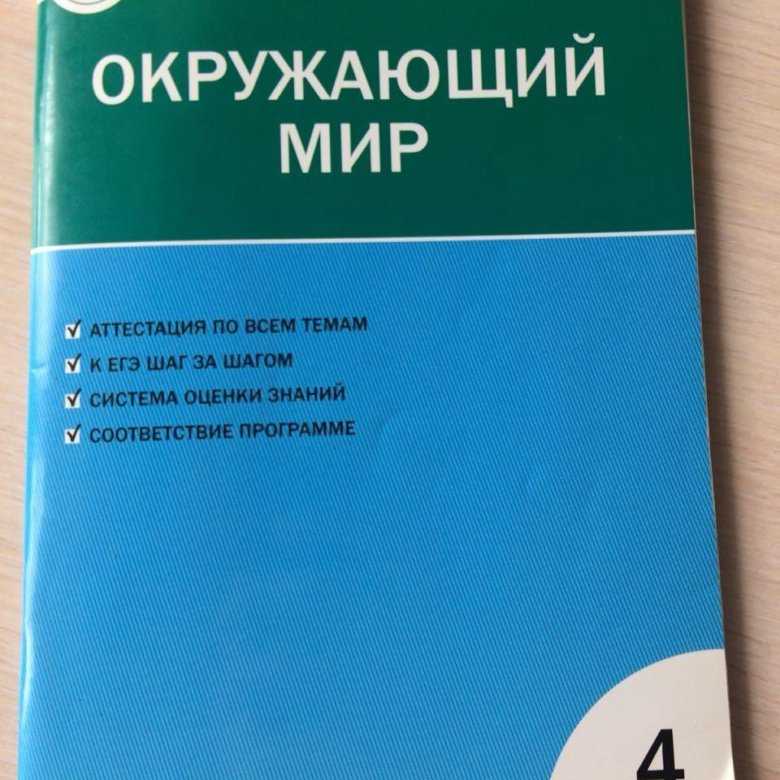 ОКРУЖАЮЩИЙ
МИР
АТТЕСТАЦИЯ ПО ВСЕМ ТЕМАМ
К ЕГЭ ШАГ ЗА ШАГОМ
СИСТЕМА ОЦЕНКИ ЗНАНИЙ
СООТВЕТСТВИЕ ПРОГРАММЕ
4